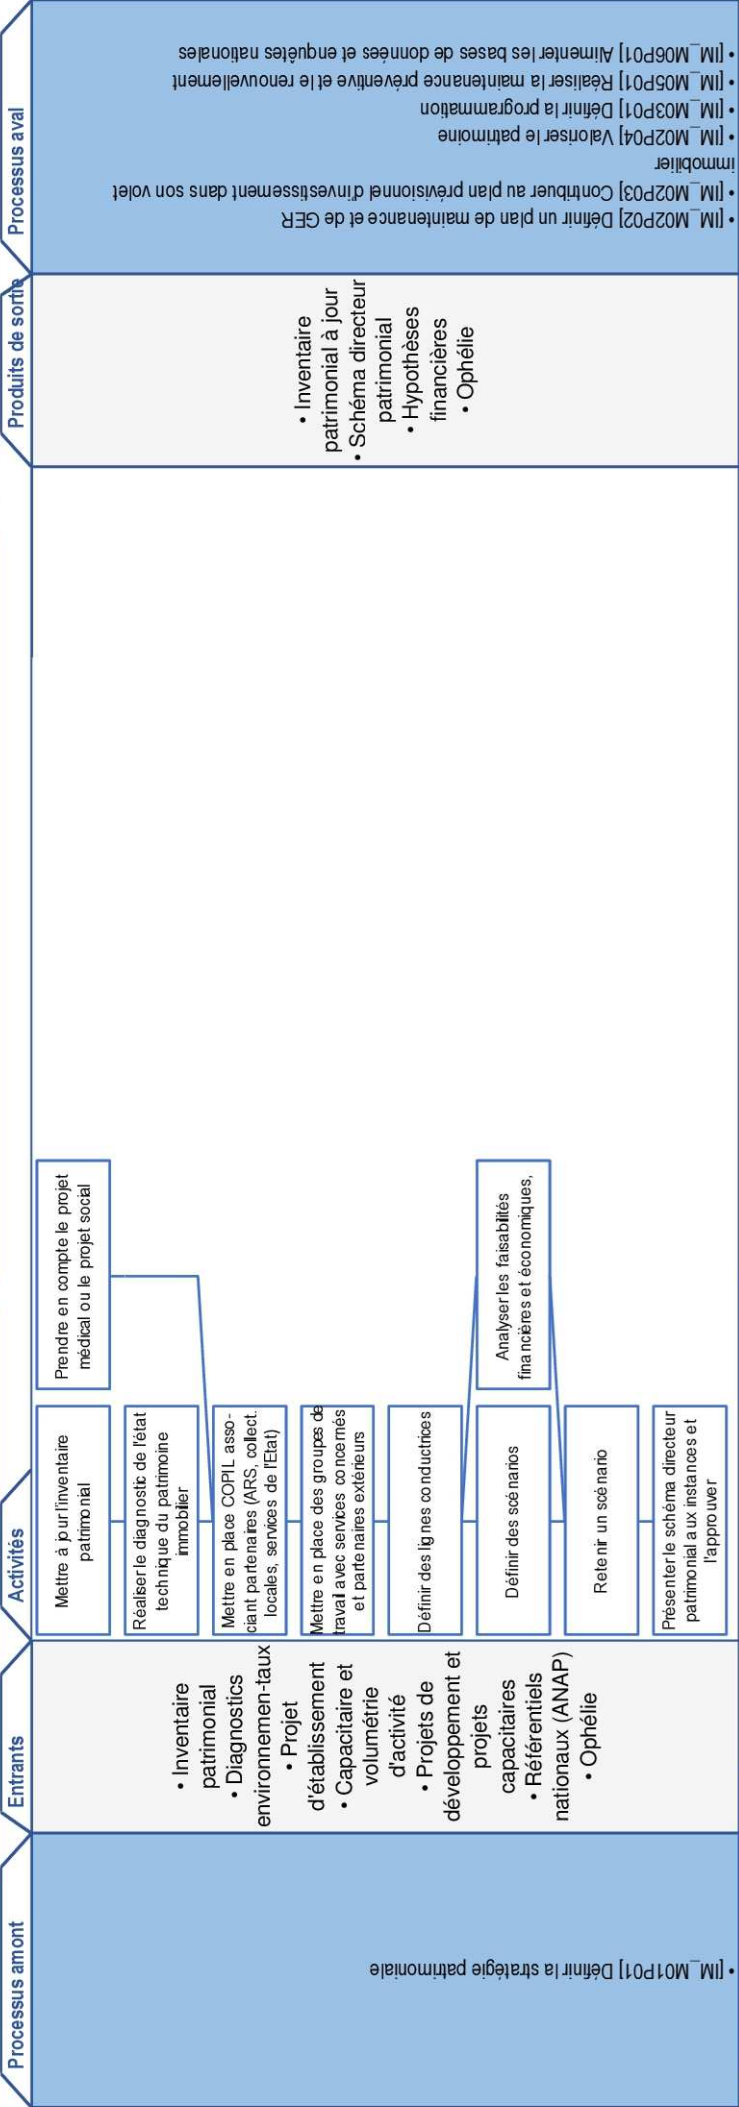 Processus amont
Entrants
Activités
Produits de sortie
Processus aval
• [IM_M01P01] Définir la stratégie patrimoniale
• Inventaire
patrimonial
• Diagnostics
environnemen-taux
• Projet
d'établissement
• Capacitaire et
volumétrie
d'activité
• Projets de
développement et
projets
capacitaires
• Référentiels
nationaux (ANAP)
• Ophélie
Mettre à jour l'inventaire
patrimonial
Prendre en compte le projet
médical ou le projet social
Réaliser le diagnostic de l'état
technique du patrimoine
immobilier
Mettre en place COPIL asso-
ciant partenaires (ARS, collect.
locales, services de l'Etat)
Mettre en place des groupes de
travail avec services concernés
et partenaires extérieurs
Définir des lignes conductrices
Définir des scénarios
Analyser les faisabilités
financières et économiques,
Retenir un scénario
Présenter le schéma directeur
patrimonial aux instances et
l'approuver
• Inventaire
patrimonial à jour
• Schéma directeur
patrimonial
• Hypothèses
financières
• Ophélie
• [IM_M02P02] Définir un plan de maintenance et de GER
• [IM_M02P03] Contribuer au plan prévisionnel d'investissement dans son volet
immobilier
• [IM_M02P04] Valoriser le patrimoine
• [IM_M03P01] Définir la programmation
• [IM_M05P01] Réaliser la maintenance préventive et le renouvellement
• [IM_M06P01] Alimenter les bases de données et enquêtes nationales